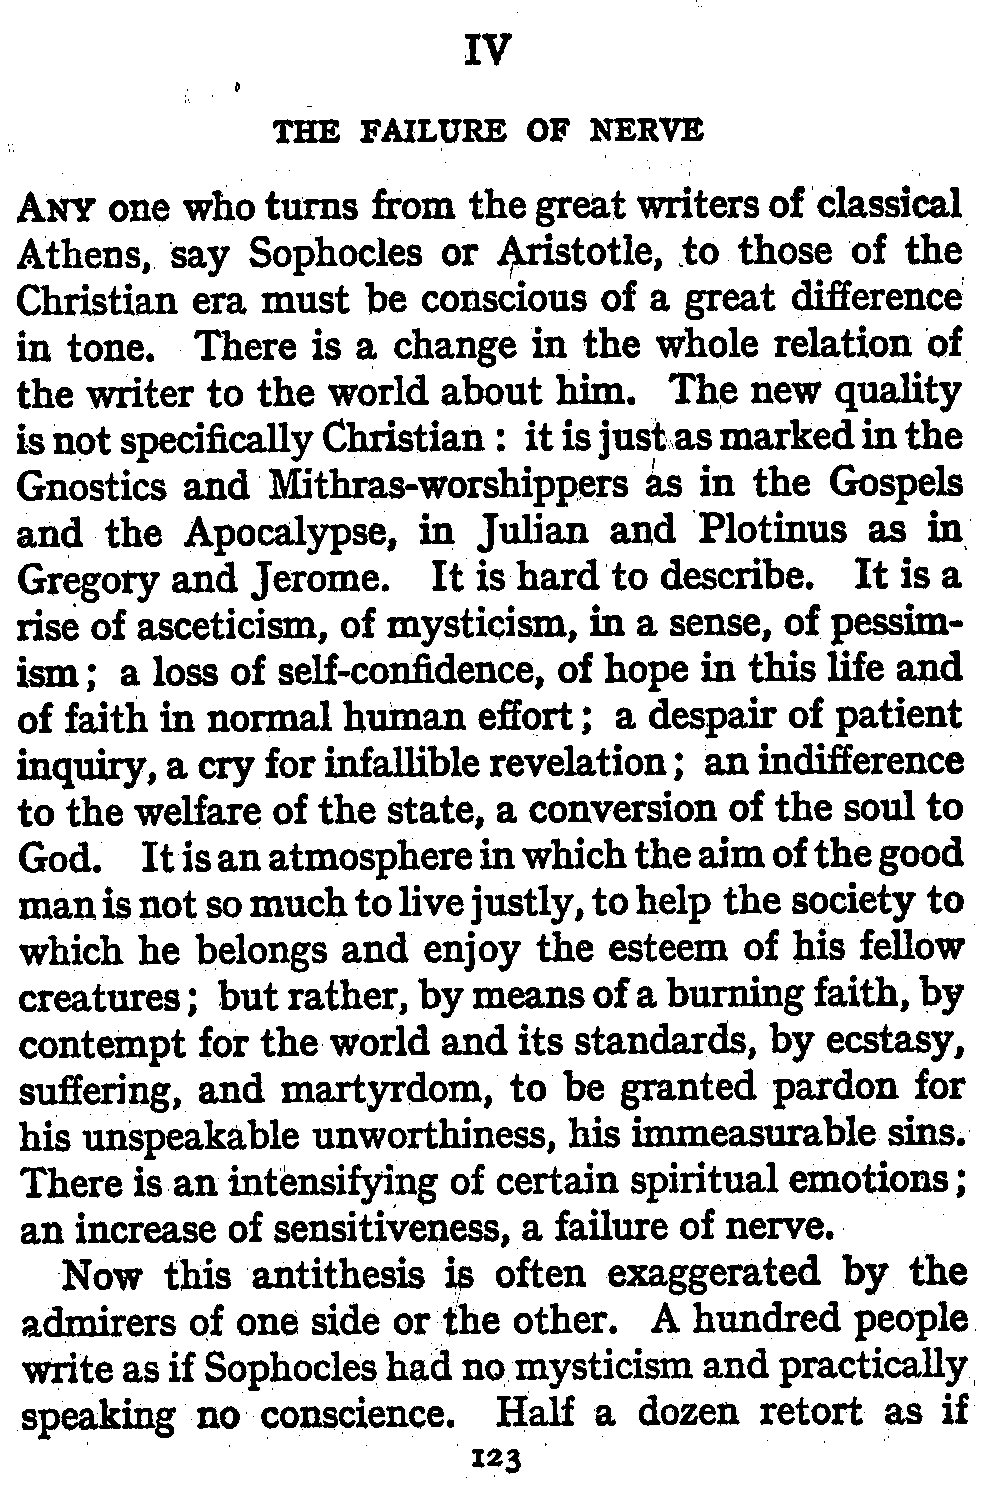 IV
THE FAILURE OF NERVE
ANY one who turns from the great writers of classical
Athens, say Sophocles or Aristotle, to those of the
Christian era must be conscious of a great difference
in tone. There is a change in the whole relation of
the writer to the world about him. The new quality
is not specifically Christian : it is just as marked in the
Gnostics and Mithras-worshippers as in the Gospels
and the Apocalypse, in Julian and Plotinus as in
Gregory and Jerome. It is hard to describe. It is a
rise of asceticism, of mysticism, in a sense, of pessim-
ism ; a loss of self-confidence, of hope in this life and
of faith in normal human effort ; a despair of patient
inquiry, a cry for infallible revelation ; an indifference
to the welfare of the state, a conversion of the soul to
God. It is an atmosphere in which the aim of the good
man is not so much to live justly, to help the society to
which he belongs and enjoy the esteem of his fellow
creatures ; but rather, by means of a burning faith, by
contempt for the world and its standards, by ecstasy,
suffering, and martyrdom, to be granted pardon for
his unspeakable unworthiness, his immeasurable sins.
There is an intensifying of certain spiritual emotions ;
an increase of sensitiveness, a failure of nerve.
Now this antithesis is often exaggerated by the
admirers of one side or the other. A hundred people
write as if Sophocles had no mysticism and practically
speaking no conscience. Half a dozen retort as if
123